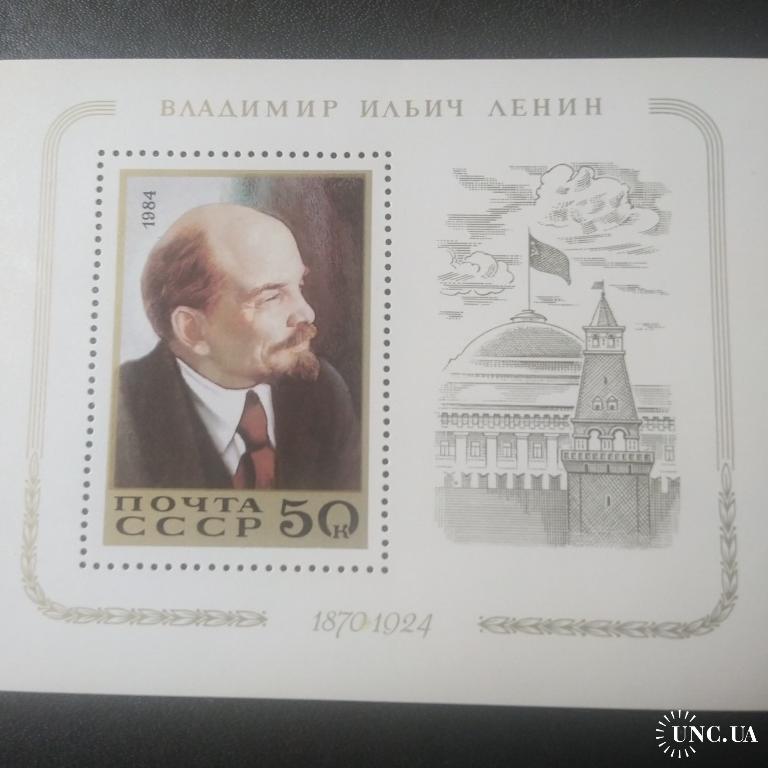 ВЛАДИМИР ИЛЬИЧ ЛЕНИН
1984
ПОЧТА
СССР 50к
1870-1924
UNC.UA